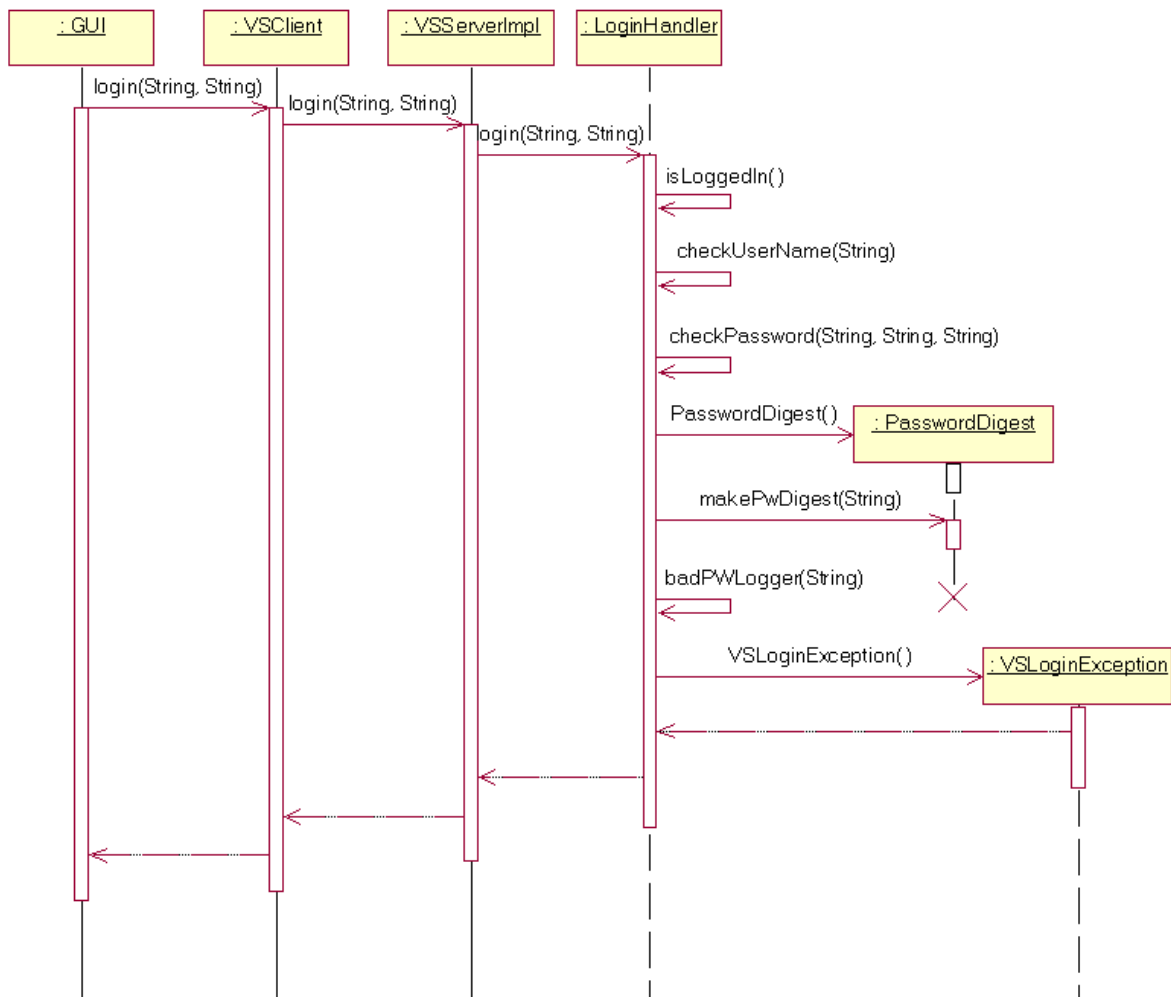 : GUI
: VSClient
: VSServerImpl
: LoginHandler
login(String, String)
login(String, String)
login(String, String)
isLoggedIn()
checkUserName(String)
checkPassword(String, String, String)
PasswordDigest()
: PasswordDigest
makePwDigest(String)
badPWLogger(String)
VSLoginException()
: VSLoginException